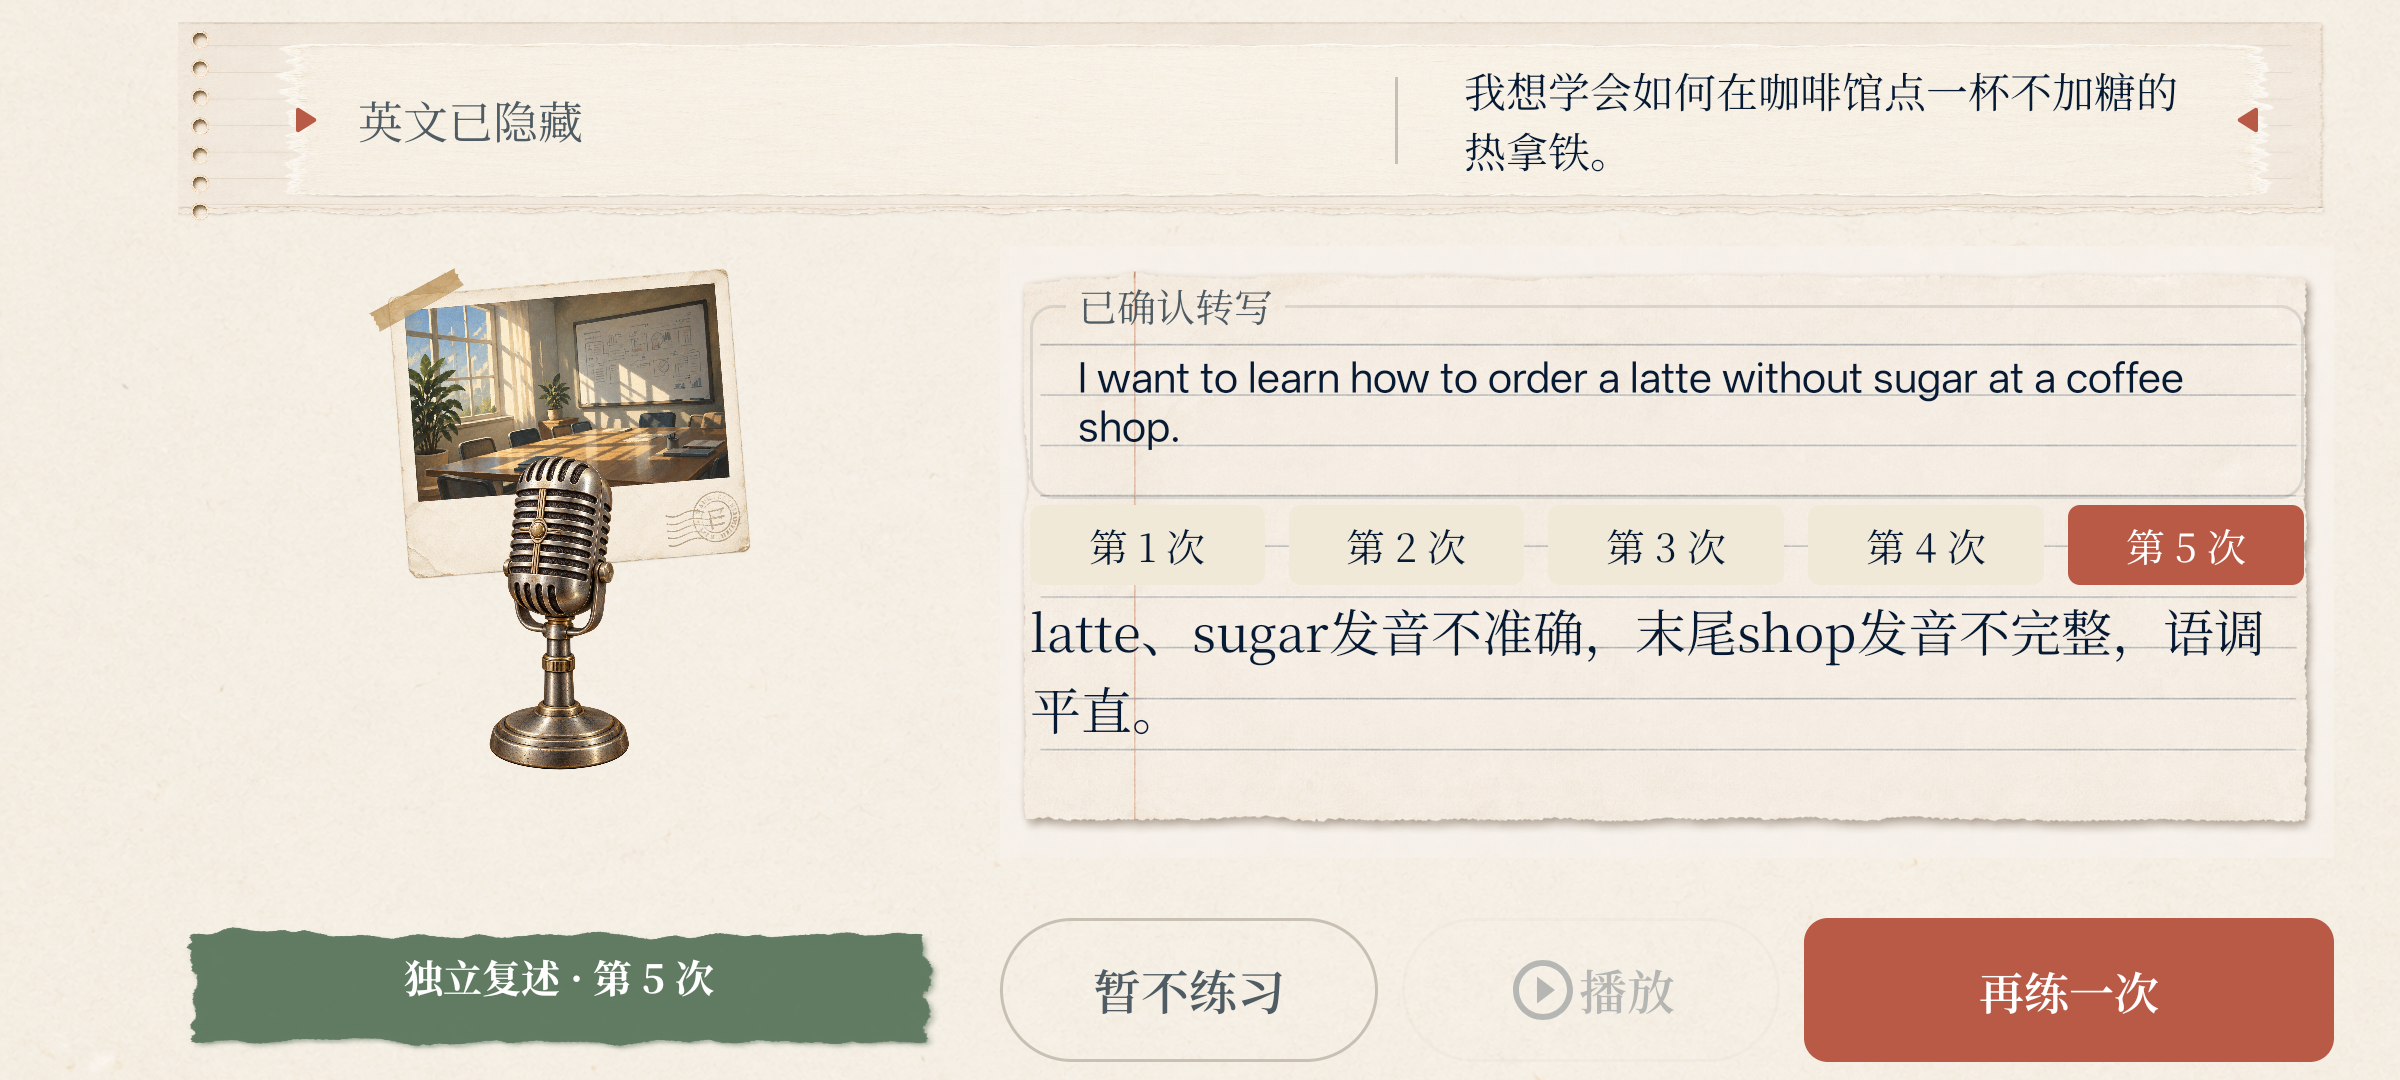 英文已隐藏
我想学会如何在咖啡馆点一杯不加糖的
热拿铁。
已确认转写
I want to learn how to order a latte without sugar at a coffee
shop.
第 1 次
第 2 次
第 3 次
第 4 次
第 5 次
latte、sugar发音不准确，末尾shop发音不完整，语调
平直。
独立复述 · 第 5 次
暂不练习
播放
再练一次